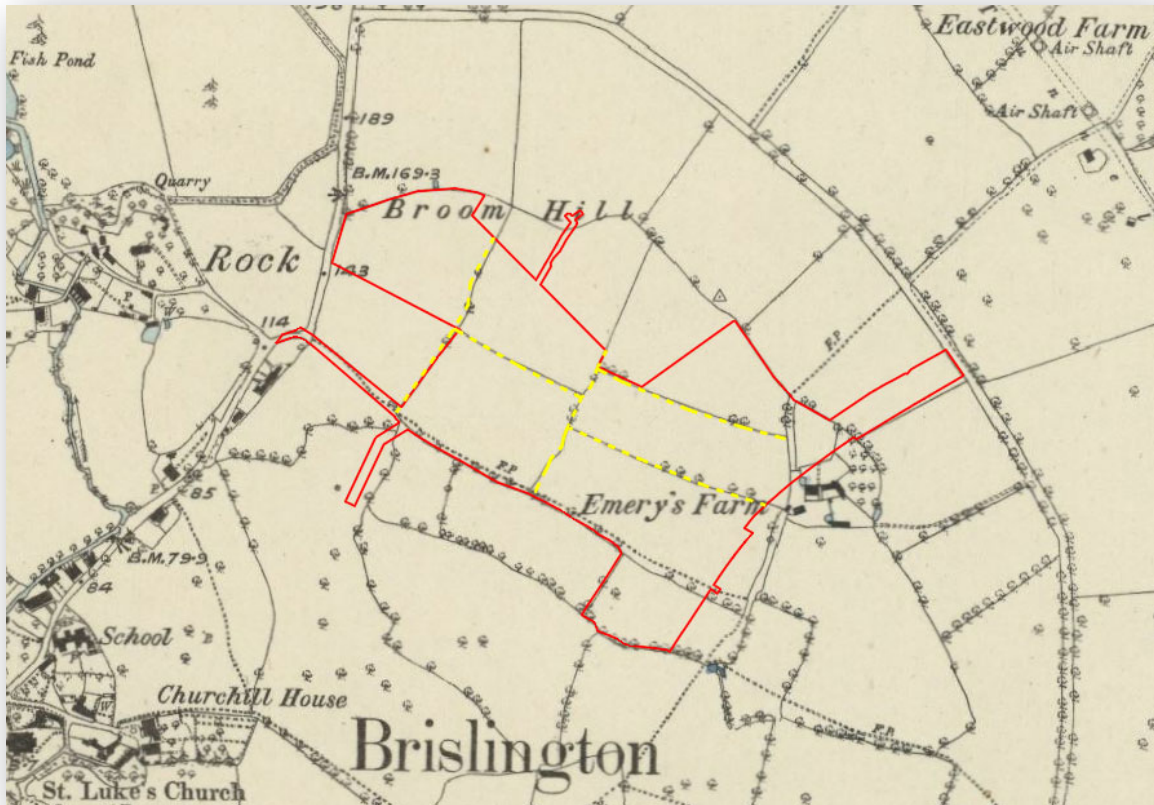 Eastwood Farm
Air Shaft
Fish Pond
Air Shaft
189
Quarry
B.M.169·3
Broom Hill
Rock
143
114
F.P.
P
W
F.P.
85
P
Emery's Farm
B.M.79·9
84
School
Churchill House
W
Brislington
F.P.
St. Luke's Church